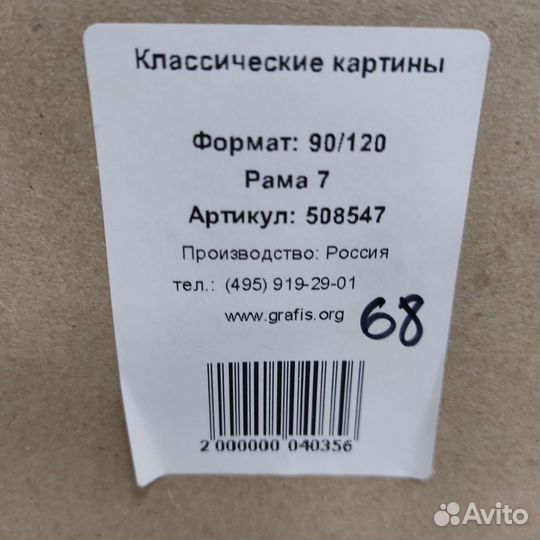 Классические картины
Формат: 90/120
Рама 7
Артикул: 508547
Производство: Россия
тел.: (495) 919-29-01
www.grafis.org 68
2 000000 040356
Avito